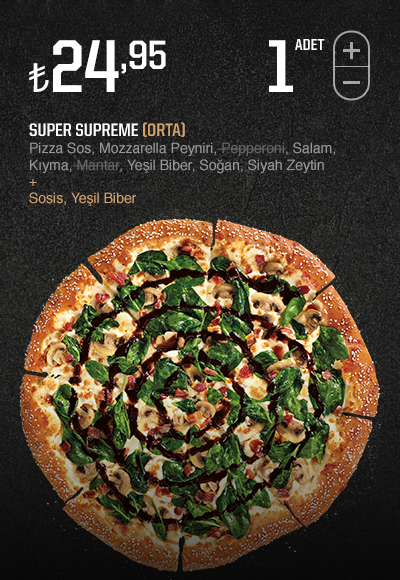 ₺24,95
1 ADET
+
−
SUPER SUPREME (ORTA)
Pizza Sos, Mozzarella Peyniri, Pepperoni, Salam,
Kıyma, Mantar, Yeşil Biber, Soğan, Siyah Zeytin
+
Sosis, Yeşil Biber